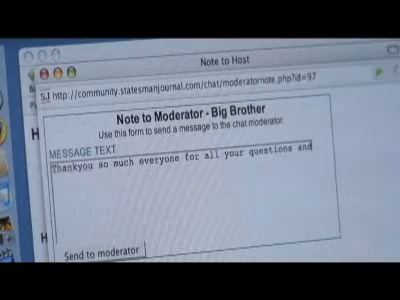 Note to Host
SJ http://community.statesmanjournal.com/chat/moderatornote.php?id=97
Note to Moderator - Big Brother
Use this form to send a message to the chat moderator.
MESSAGE TEXT
Thankyou so much everyone for all your questions and
Send to moderator